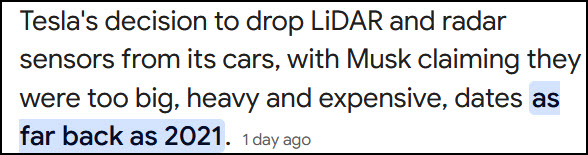 Tesla's decision to drop LiDAR and radar
sensors from its cars, with Musk claiming they
were too big, heavy and expensive, dates as
far back as 2021. 1 day ago